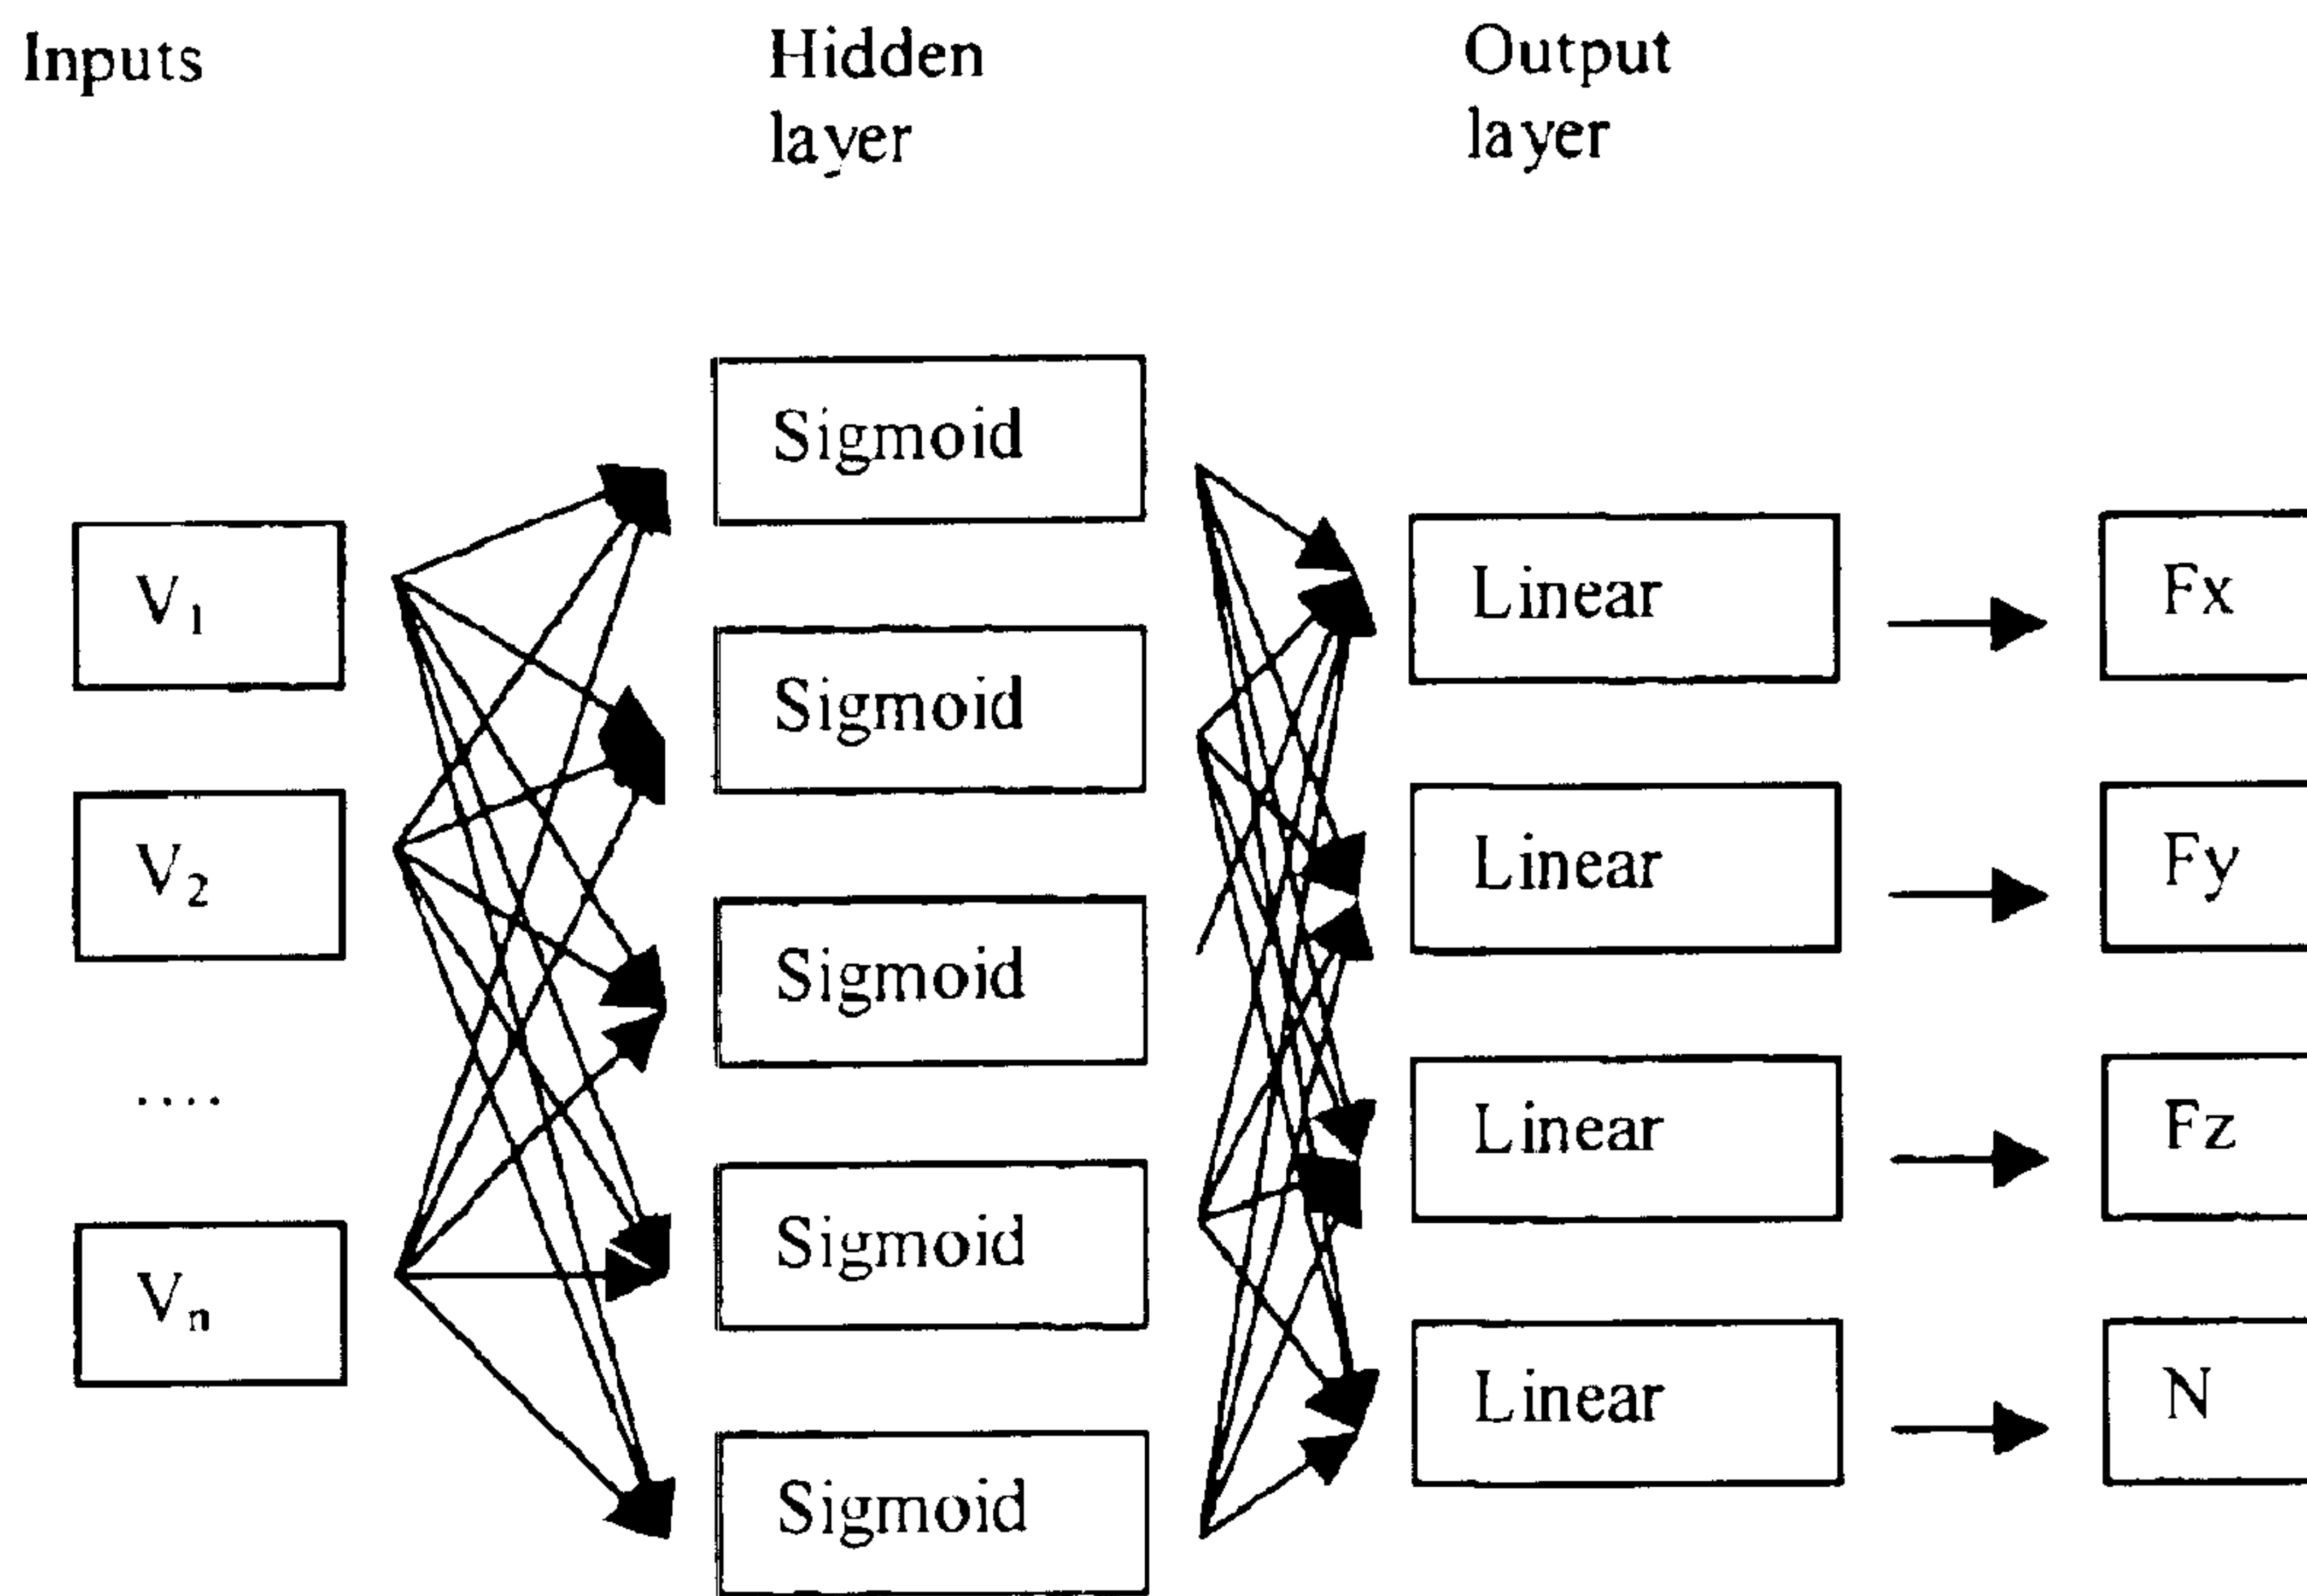 Inputs
Hidden
layer
Output
layer
Sigmoid
V1
Linear
Fx
Sigmoid
V2
Linear
Fy
Sigmoid
....
Linear
Fz
Sigmoid
Vn
Linear
N
Sigmoid